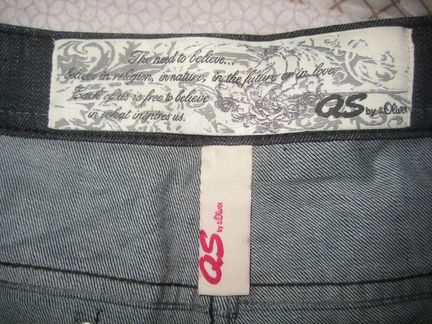 The need to believe...
believe in religion, in nature, in the future or in love.
Each of us is free to believe
in what inspires us.
QS by s.Oliver
QS by s.Oliver